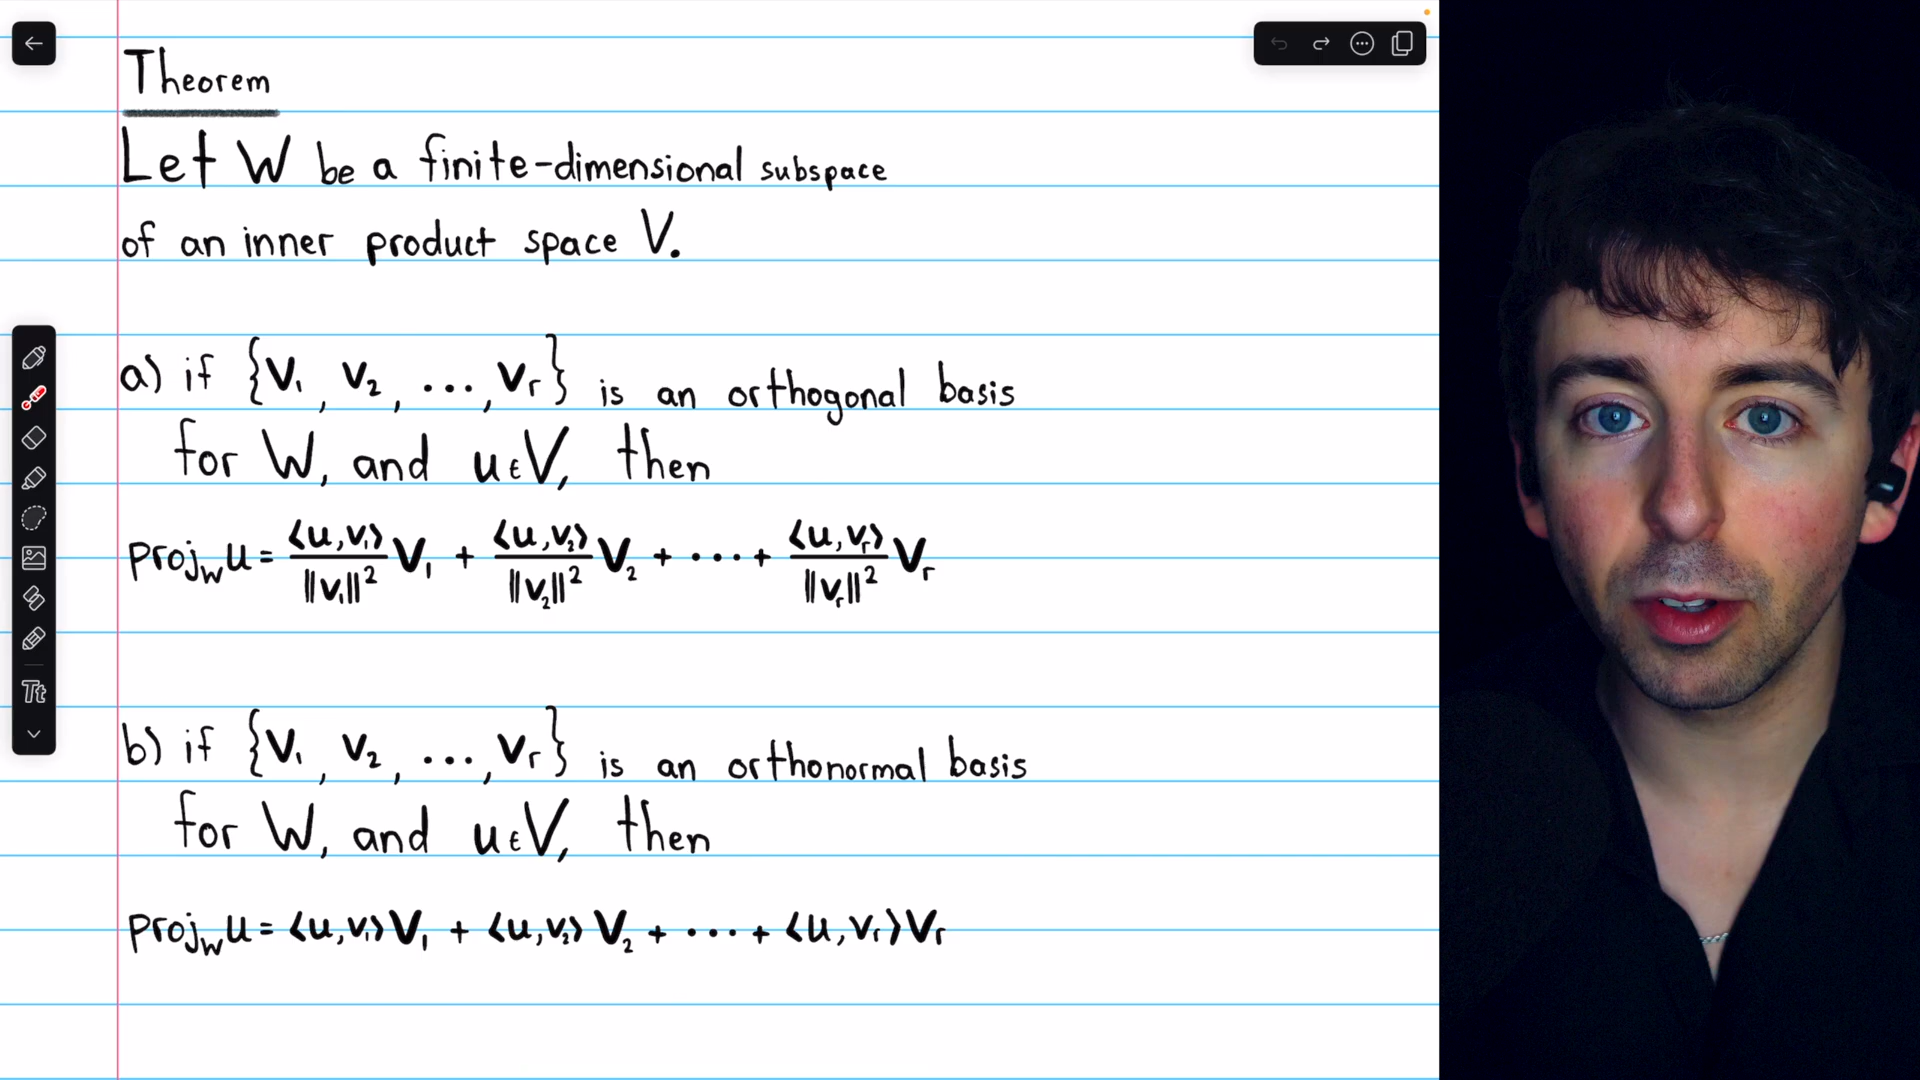 Theorem
Let W be a finite-dimensional subspace
of an inner product space V.
a) if {v₁, v₂, ..., vᵣ} is an orthogonal basis
for W, and u ϵ V, then
proj_W u = <u,v₁>/||v₁||² v₁ + <u,v₂>/||v₂||² v₂ + ··· + <u,vᵣ>/||vᵣ||² vᵣ
b) if {v₁, v₂, ..., vᵣ} is an orthonormal basis
for W, and u ϵ V, then
proj_W u = <u,v₁>v₁ + <u,v₂>v₂ + ··· + <u,vᵣ>vᵣ
Tt